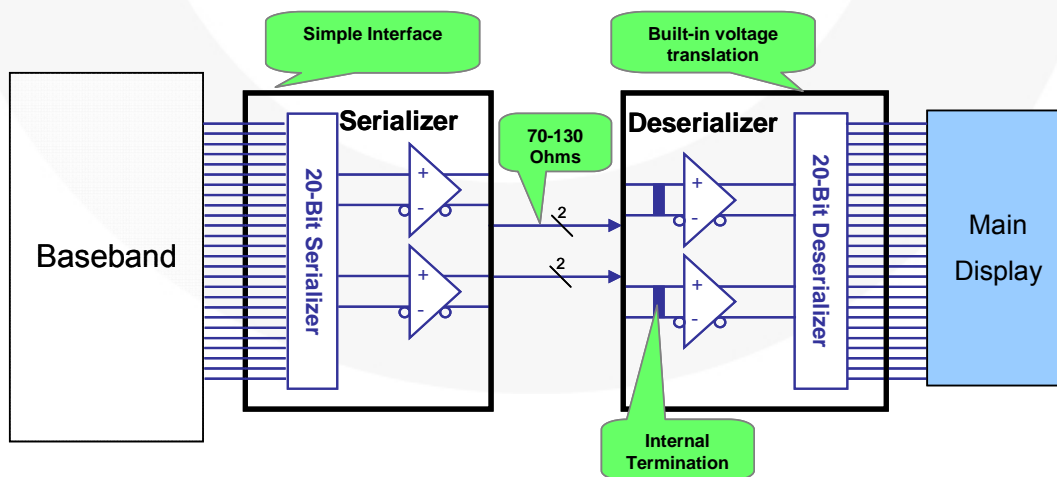 Simple Interface
Built-in voltage
translation
Serializer
Deserializer
70-130
Ohms
Baseband
20-Bit Serializer
+
-
+
-
2
2
+
-
+
-
20-Bit Deserializer
Main
Display
Internal
Termination